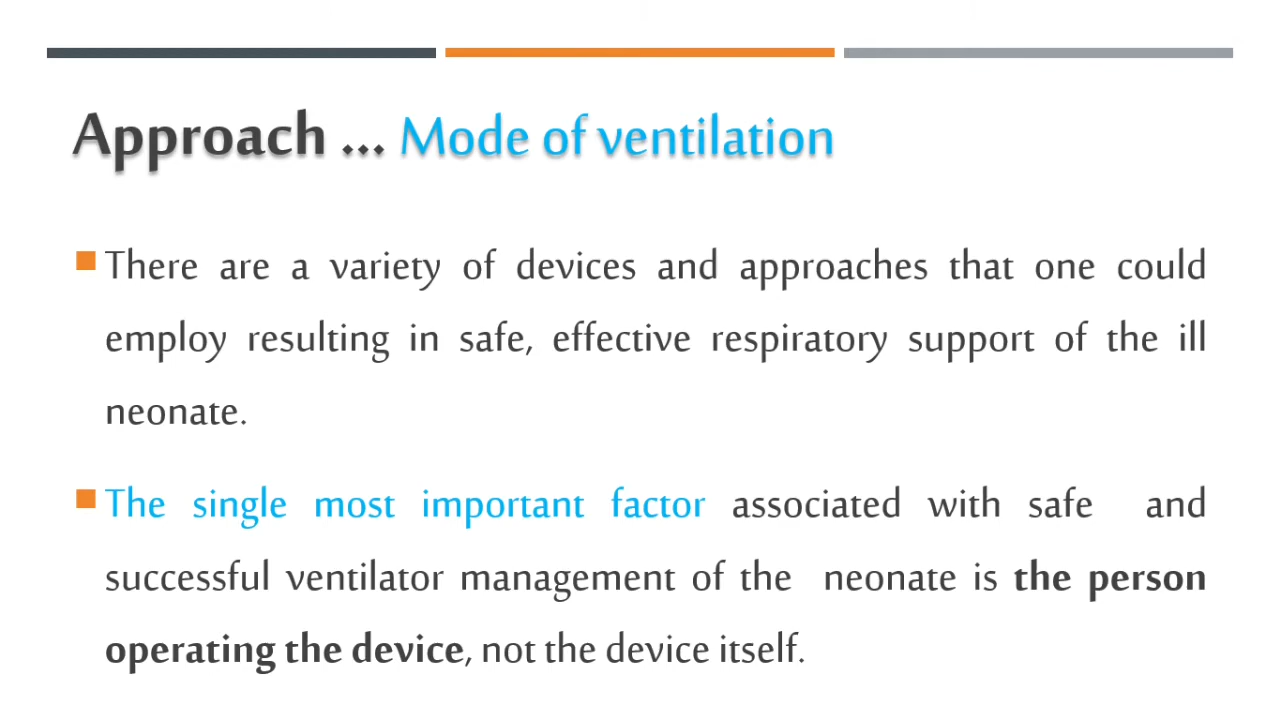 Approach ... Mode of ventilation
There are a variety of devices and approaches that one could
employ resulting in safe, effective respiratory support of the ill
neonate.
The single most important factor associated with safe and
successful ventilator management of the neonate is the person
operating the device, not the device itself.